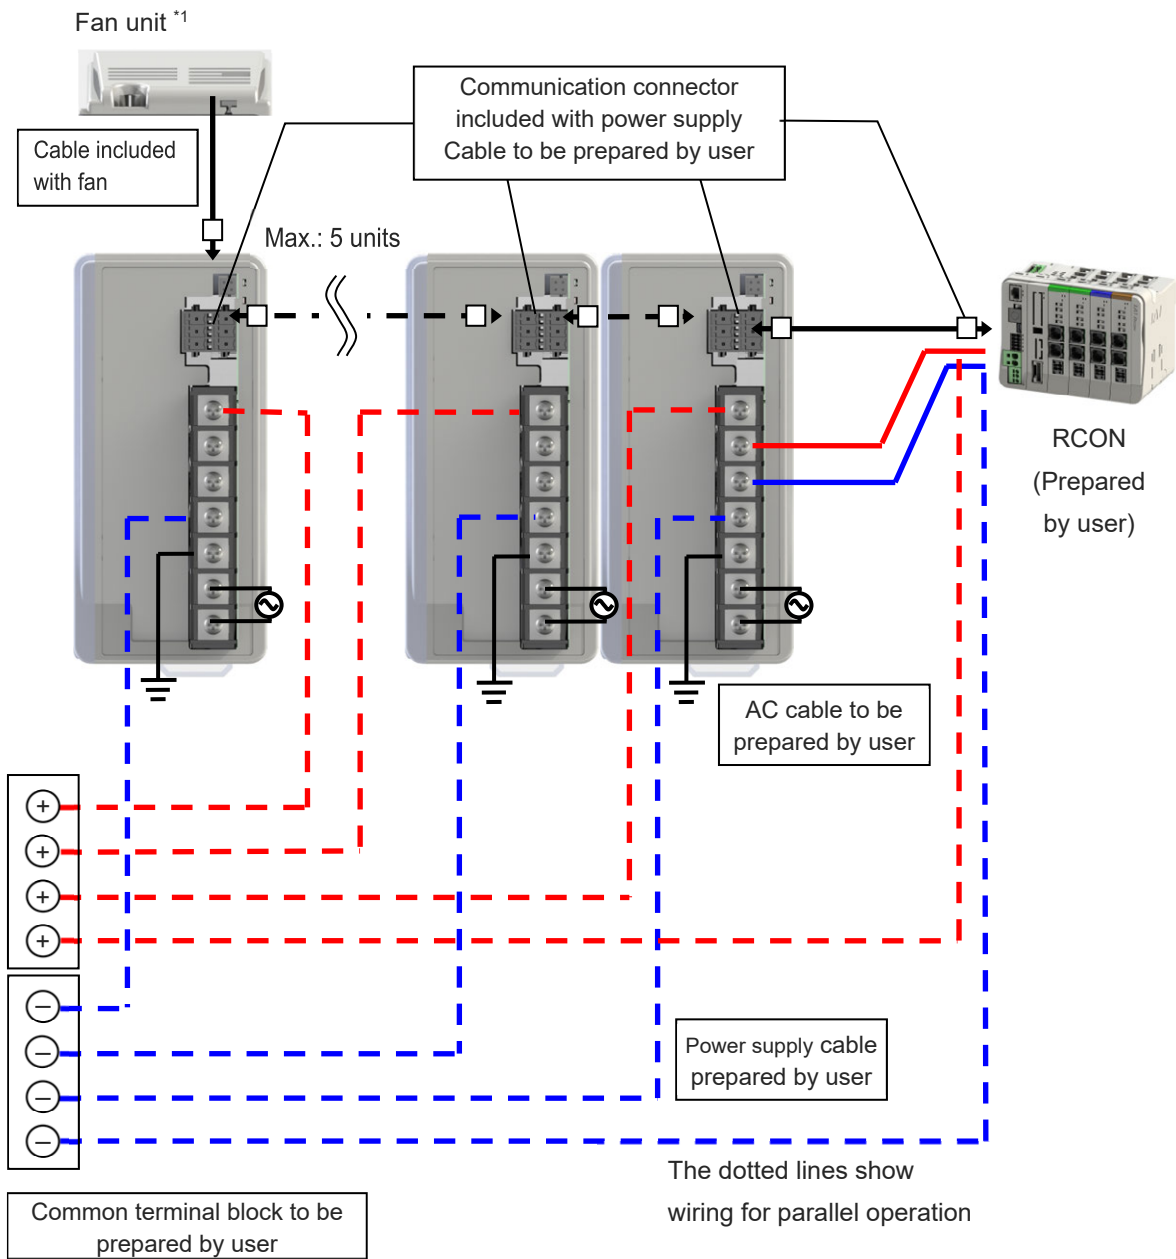 Fan unit *1
Communication connector
included with power supply
Cable to be prepared by user
Cable included
with fan
Max.: 5 units
RCON
(Prepared
by user)
AC cable to be
prepared by user
+
+
+
+
−
−
−
−
Power supply cable
prepared by user
The dotted lines show
wiring for parallel operation
Common terminal block to be
prepared by user